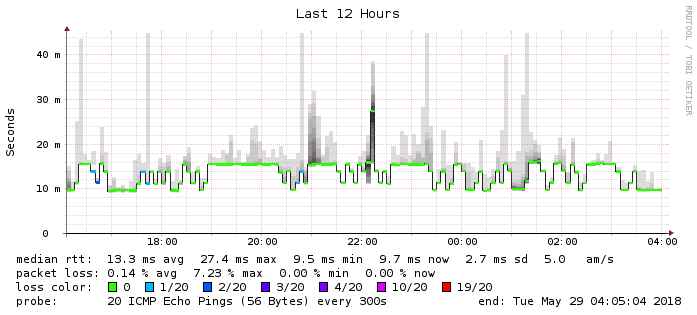 Last 12 Hours
RRDTOOL / TOBI OETIKER
Seconds
40 m
30 m
20 m
10 m
0
18:00 20:00 22:00 00:00 02:00 04:00
median rtt: 13.3 ms avg 27.4 ms max 9.5 ms min 9.7 ms now 2.7 ms sd 5.0 am/s
packet loss: 0.14 % avg 7.23 % max 0.00 % min 0.00 % now
loss color: 0 1/20 2/20 3/20 4/20 10/20 19/20
probe: 20 ICMP Echo Pings (56 Bytes) every 300s end: Tue May 29 04:05:04 2018